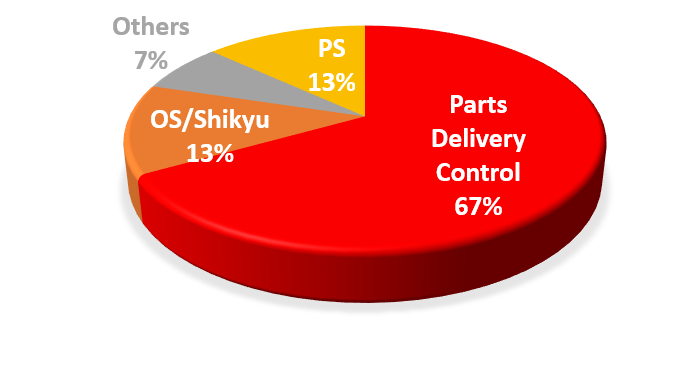 Others
7%
PS
13%
OS/Shikyu
13%
Parts
Delivery
Control
67%